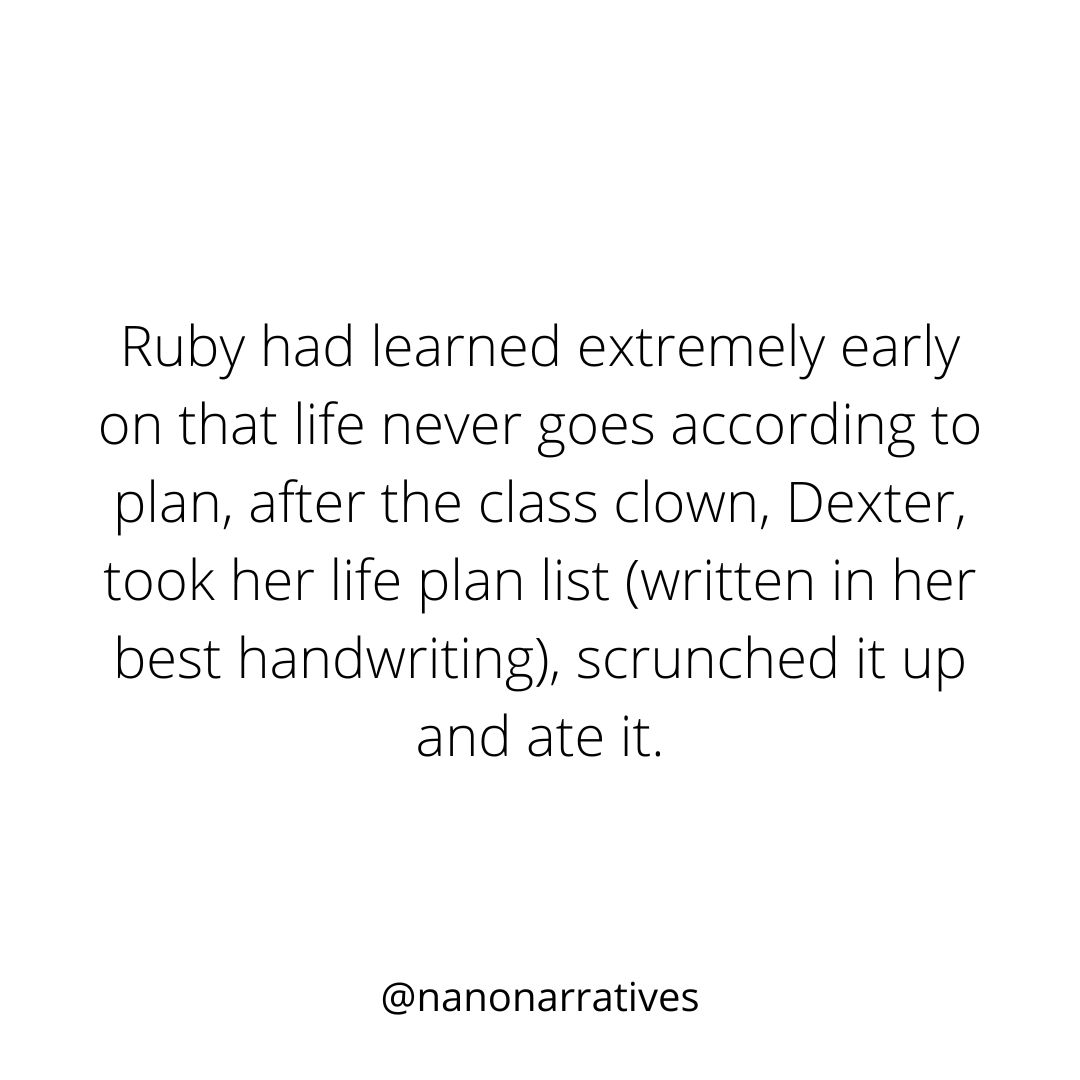 Ruby had learned extremely early
on that life never goes according to
plan, after the class clown, Dexter,
took her life plan list (written in her
best handwriting), scrunched it up
and ate it.
@nanonarratives